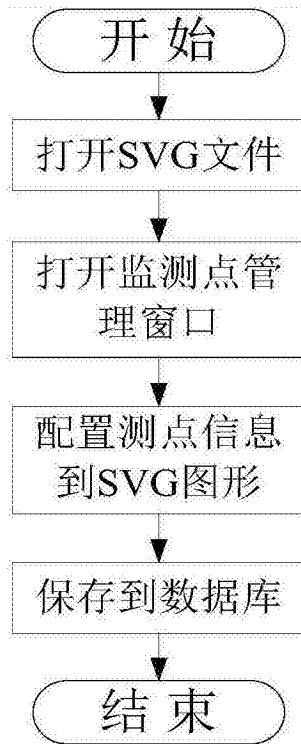 开始
打开SVG文件
打开监测点管
理窗口
配置测点信息
到SVG图形
保存到数据库
结束